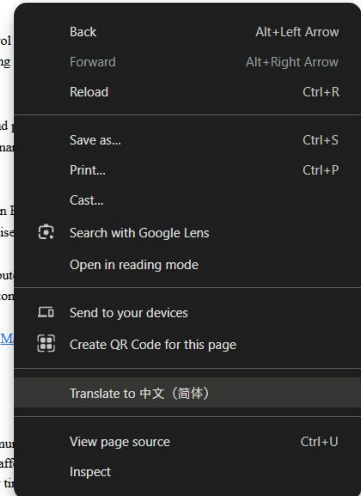 Back Alt+Left Arrow
Forward Alt+Right Arrow
Reload Ctrl+R
Save as... Ctrl+S
Print... Ctrl+P
Cast...
Search with Google Lens
Open in reading mode
Send to your devices
Create QR Code for this page
Translate to 中文（简体）
View page source Ctrl+U
Inspect